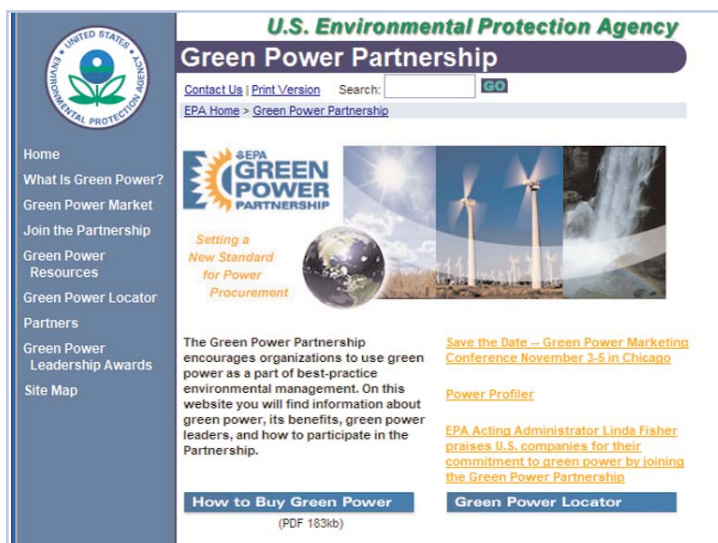 U.S. Environmental Protection Agency
Green Power Partnership
Contact Us | Print Version Search: GO
EPA Home > Green Power Partnership
UNITED STATES
ENVIRONMENTAL PROTECTION AGENCY
Home
What Is Green Power?
Green Power Market
Join the Partnership
Green Power
Resources
Green Power Locator
Partners
Green Power
Leadership Awards
Site Map
EPA
GREEN
POWER
PARTNERSHIP
Setting a
New Standard
for Power
Procurement
The Green Power Partnership
encourages organizations to use green
power as a part of best-practice
environmental management. On this
website you will find information about
green power, its benefits, green power
leaders, and how to participate in the
Partnership.
How to Buy Green Power
(PDF 183kb)
Save the Date -- Green Power Marketing
Conference November 3-5 in Chicago
Power Profiler
EPA Acting Administrator Linda Fisher
praises U.S. companies for their
commitment to green power by joining
the Green Power Partnership
Green Power Locator